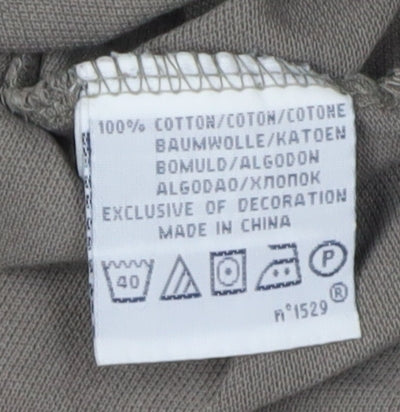 100% COTTON/COTON/COTONE
BAUMWOLLE/KATOEN
BOMULD/ALGODON
ALGODAO/ХЛОПОК
EXCLUSIVE OF DECORATION
MADE IN CHINA
40 P
n°1529 ®